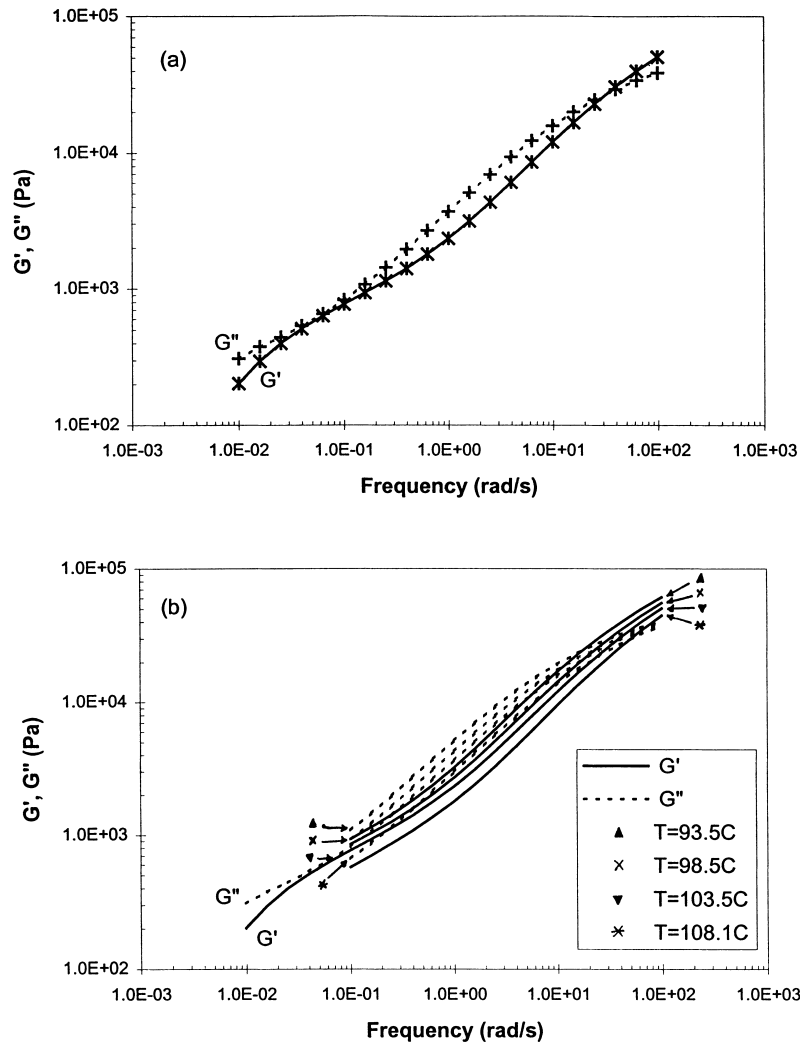 1.0E+05
(a)
1.0E+04
G', G" (Pa)
1.0E+03
G"
G'
1.0E+02
1.0E-03 1.0E-02 1.0E-01 1.0E+00 1.0E+01 1.0E+02 1.0E+03
Frequency (rad/s)
1.0E+05
(b)
1.0E+04
G', G" (Pa)
G'
G"
1.0E+03
T=93.5C
T=98.5C
T=103.5C
T=108.1C
G"
G'
1.0E+02
1.0E-03 1.0E-02 1.0E-01 1.0E+00 1.0E+01 1.0E+02 1.0E+03
Frequency (rad/s)